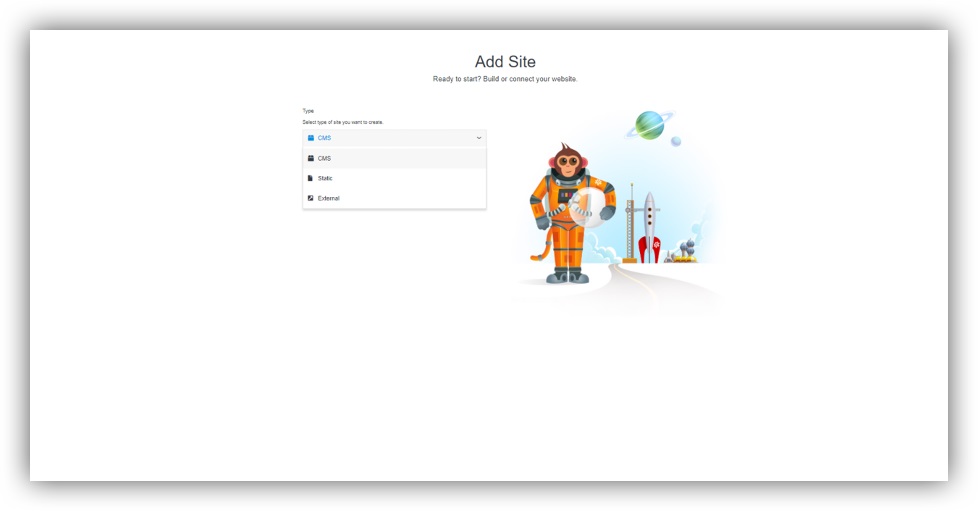 Add Site
Ready to start? Build or connect your website.
Type
Select type of site you want to create.
CMS
CMS
Static
External